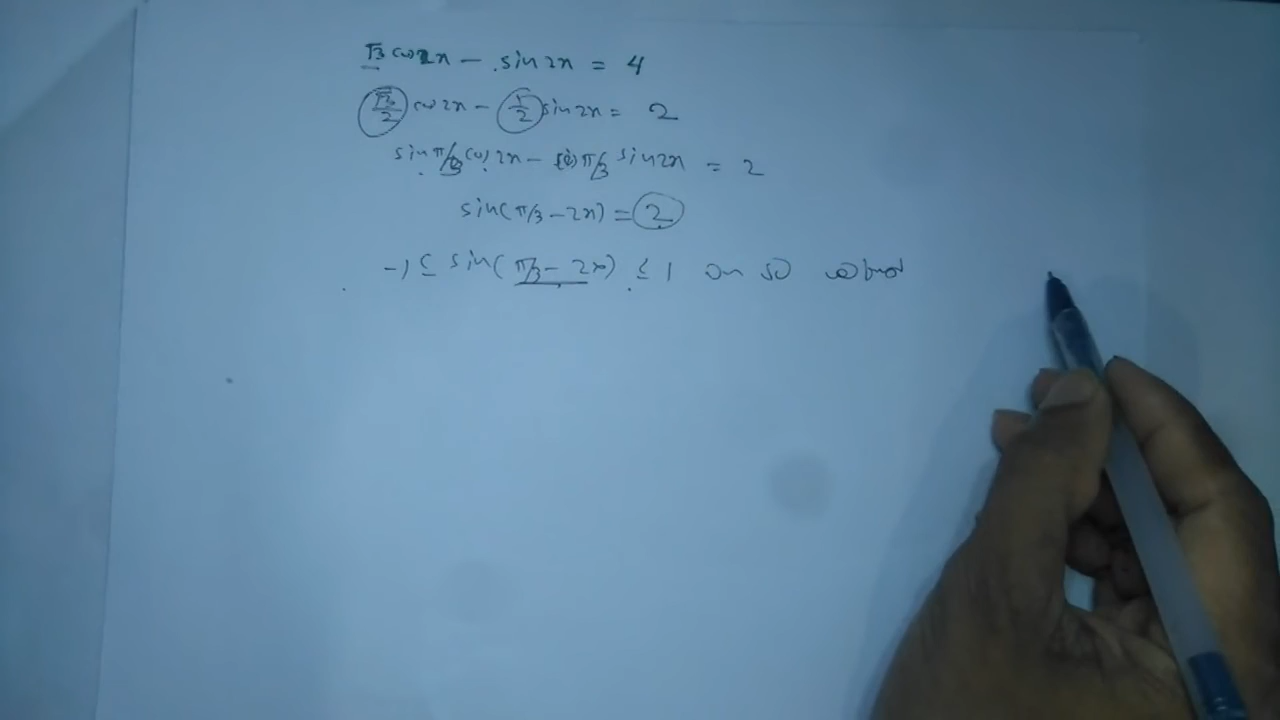 √3 cos2x - sin2x = 4
√3/2 cos2x - 1/2 sin2x = 2
sin π/3 cos2x - cos π/3 sin2x = 2
sin(π/3 - 2x) = 2
-1 ≤ sin(π/3 - 2x) ≤ 1